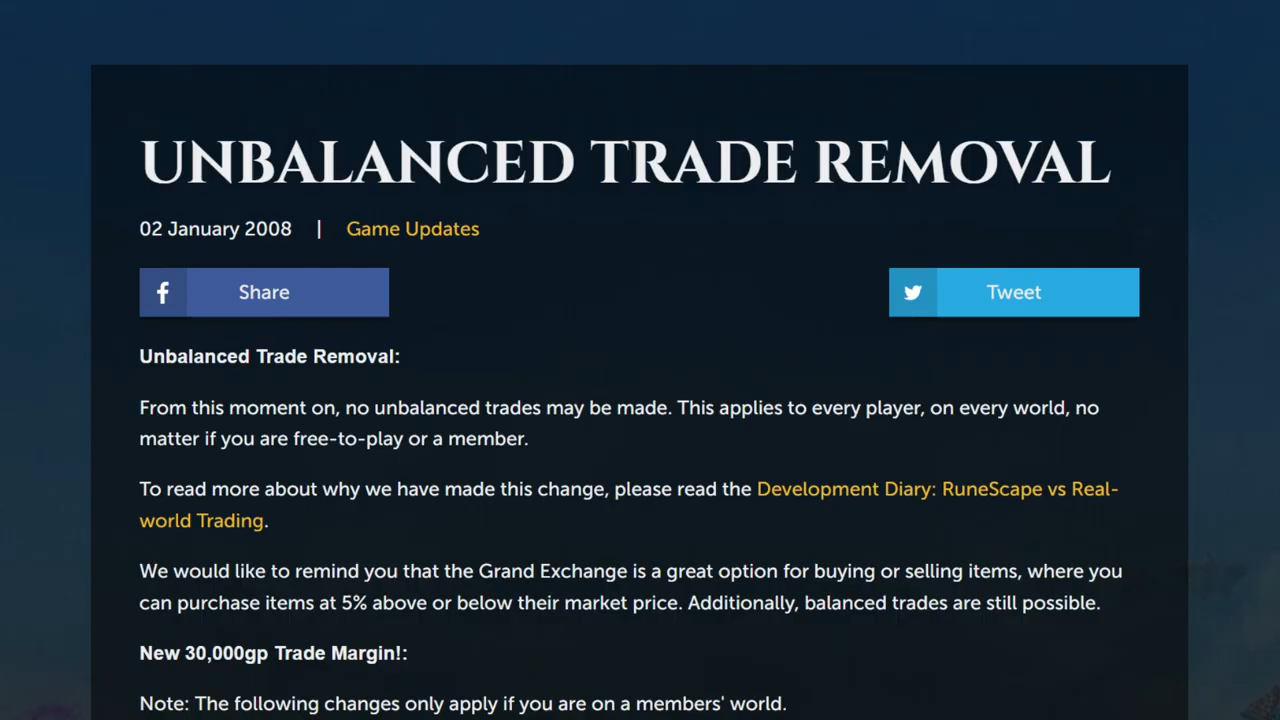 UNBALANCED TRADE REMOVAL
02 January 2008 | Game Updates
Share
Tweet
Unbalanced Trade Removal:
From this moment on, no unbalanced trades may be made. This applies to every player, on every world, no
matter if you are free-to-play or a member.
To read more about why we have made this change, please read the Development Diary: RuneScape vs Real-
world Trading.
We would like to remind you that the Grand Exchange is a great option for buying or selling items, where you
can purchase items at 5% above or below their market price. Additionally, balanced trades are still possible.
New 30,000gp Trade Margin!:
Note: The following changes only apply if you are on a members' world.